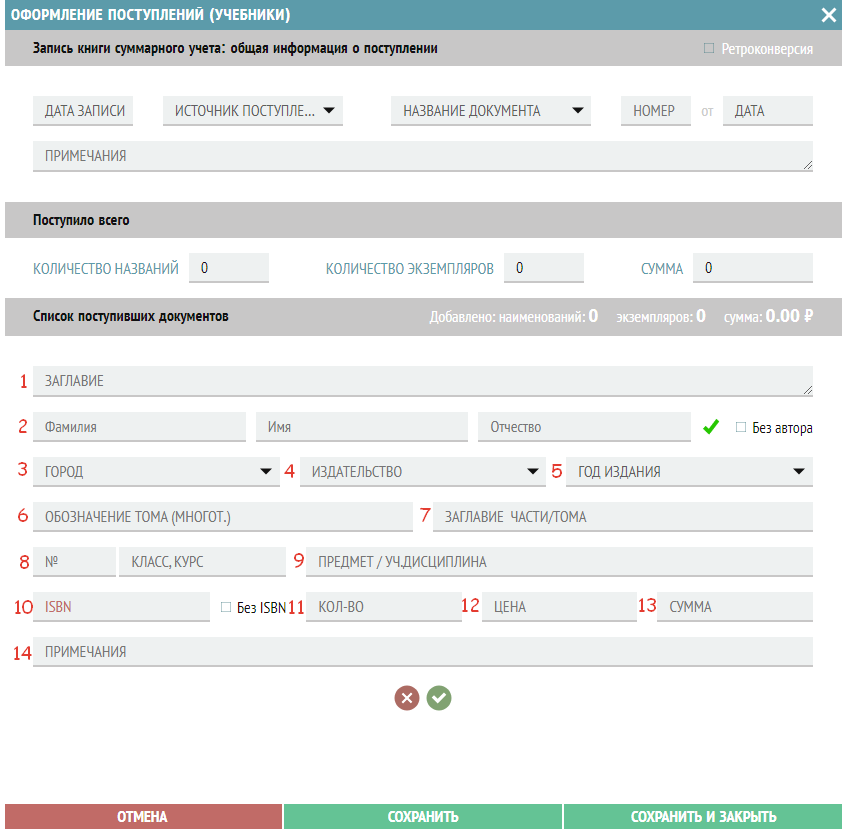 ОФОРМЛЕНИЕ ПОСТУПЛЕНИЙ (УЧЕБНИКИ)
Запись книги суммарного учета: общая информация о поступлении Ретроконверсия
ДАТА ЗАПИСИ ИСТОЧНИК ПОСТУПЛЕ... НАЗВАНИЕ ДОКУМЕНТА НОМЕР от ДАТА
ПРИМЕЧАНИЯ
Поступило всего
КОЛИЧЕСТВО НАЗВАНИЙ 0 КОЛИЧЕСТВО ЭКЗЕМПЛЯРОВ 0 СУММА 0
Список поступивших документов Добавлено: наименований: 0 экземпляров: 0 сумма: 0.00 ₽
1 ЗАГЛАВИЕ
2 Фамилия Имя Отчество Без автора
3 ГОРОД 4 ИЗДАТЕЛЬСТВО 5 ГОД ИЗДАНИЯ
6 ОБОЗНАЧЕНИЕ ТОМА (МНОГОТ.) 7 ЗАГЛАВИЕ ЧАСТИ/ТОМА
8 № КЛАСС, КУРС 9 ПРЕДМЕТ / УЧ.ДИСЦИПЛИНА
10 ISBN Без ISBN 11 КОЛ-ВО 12 ЦЕНА 13 СУММА
14 ПРИМЕЧАНИЯ
ОТМЕНА СОХРАНИТЬ СОХРАНИТЬ И ЗАКРЫТЬ